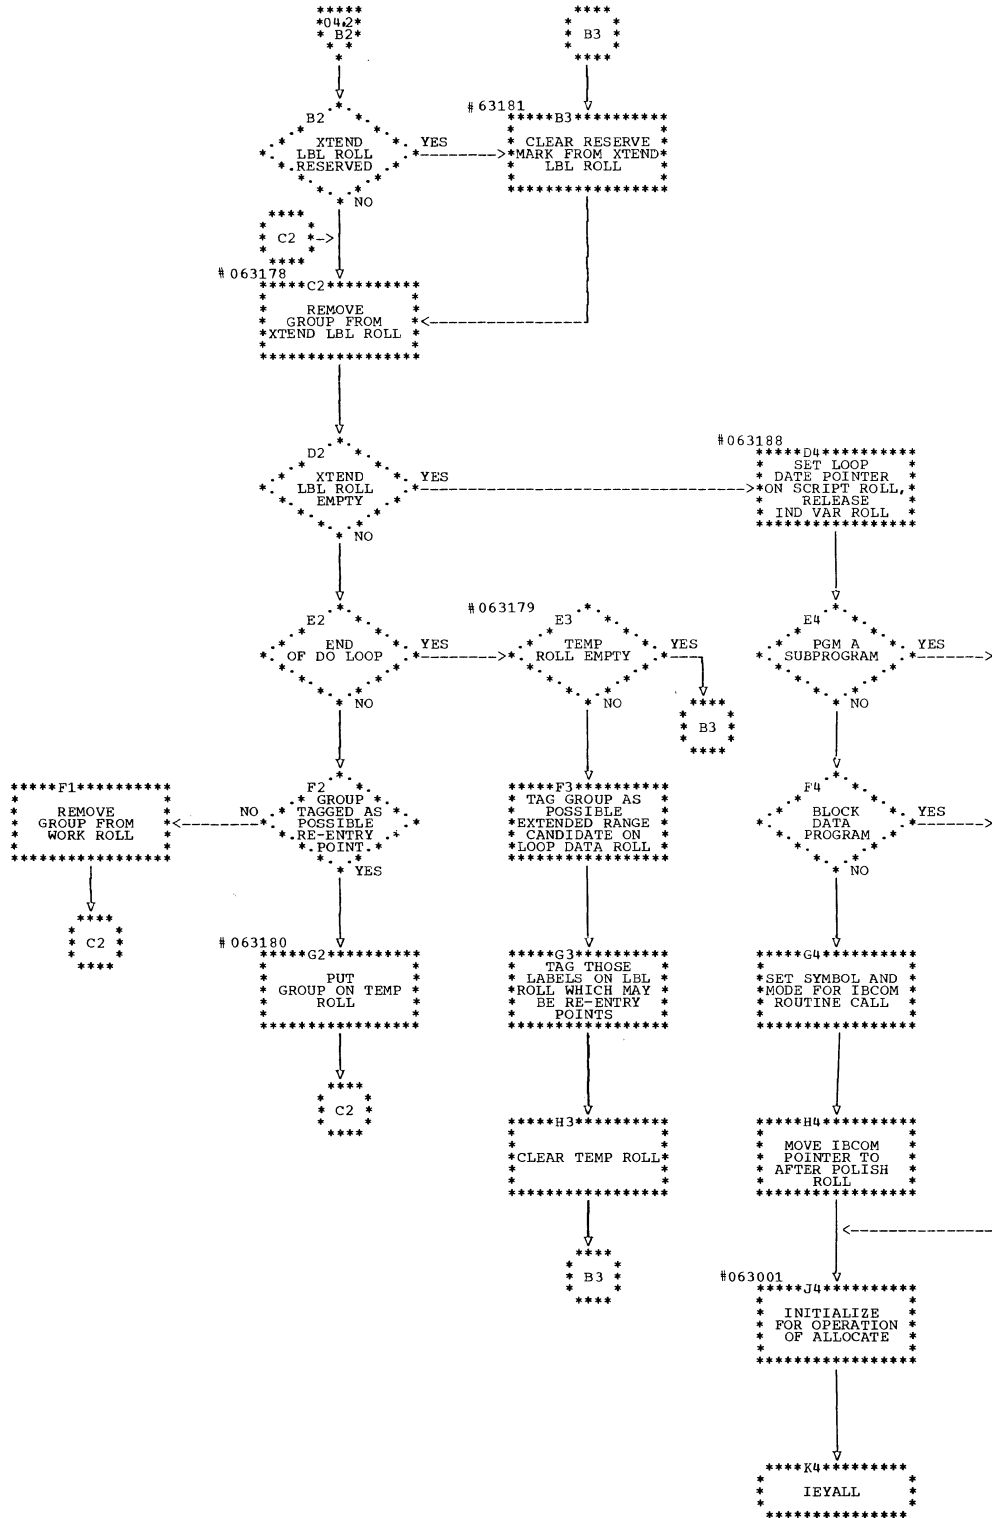 04.2
B2
B3
#63181
B2
B3
XTEND
LBL ROLL
RESERVED
YES
CLEAR RESERVE
MARK FROM XTEND
LBL ROLL
NO
C2
#063178
C2
REMOVE
GROUP FROM
XTEND LBL ROLL
#063188
D2
D4
XTEND
LBL ROLL
EMPTY
YES
SET LOOP
DATE POINTER
ON SCRIPT ROLL,
RELEASE
IND VAR ROLL
NO
#063179
E2
E3
E4
END
OF DO LOOP
YES
TEMP
ROLL EMPTY
YES
PGM A
SUBPROGRAM
YES
NO
NO
NO
B3
F1
F2
F3
F4
REMOVE
GROUP FROM
WORK ROLL
NO
GROUP
TAGGED AS
POSSIBLE
RE-ENTRY
POINT
YES
TAG GROUP AS
POSSIBLE
EXTENDED RANGE
CANDIDATE ON
LOOP DATA ROLL
BLOCK
DATA
PROGRAM
YES
NO
C2
#063180
G2
G3
G4
PUT
GROUP ON TEMP
ROLL
TAG THOSE
LABELS ON LBL
ROLL WHICH MAY
BE RE-ENTRY
POINTS
SET SYMBOL AND
MODE FOR IBCOM
ROUTINE CALL
C2
H3
H4
CLEAR TEMP ROLL
MOVE IBCOM
POINTER TO
AFTER POLISH
ROLL
B3
#063001
J4
INITIALIZE
FOR OPERATION
OF ALLOCATE
K4
IEYALL